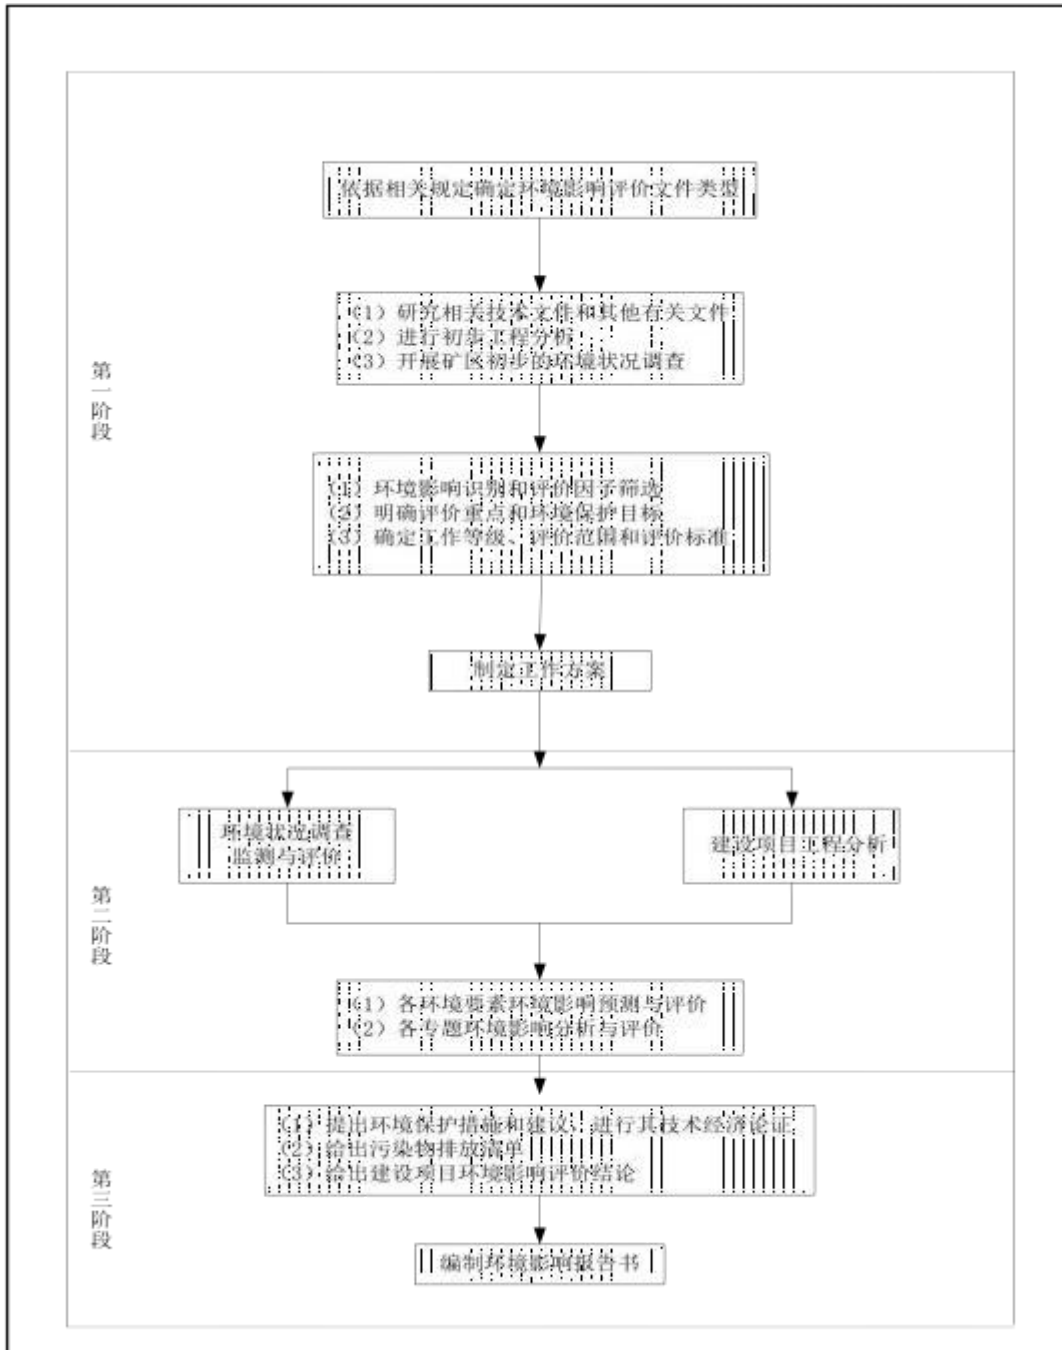 依据相关规定确定环境影响评价文件类型
(1) 研究相关技术文件和其他有关文件
(2) 进行初步工程分析
(3) 开展矿区初步的环境状况调查
第一阶段
(1) 环境影响识别和评价因子筛选
(2) 明确评价重点和环境保护目标
(3) 确定工作等级、评价范围和评价标准
制定工作方案
环境状况调查
监测与评价
建设项目工程分析
第二阶段
(1) 各环境要素环境影响预测与评价
(2) 各专题环境影响分析与评价
(1) 提出环境保护措施和建议，进行其技术经济论证
(2) 给出污染物排放清单
(3) 给出建设项目环境影响评价结论
第三阶段
编制环境影响报告书